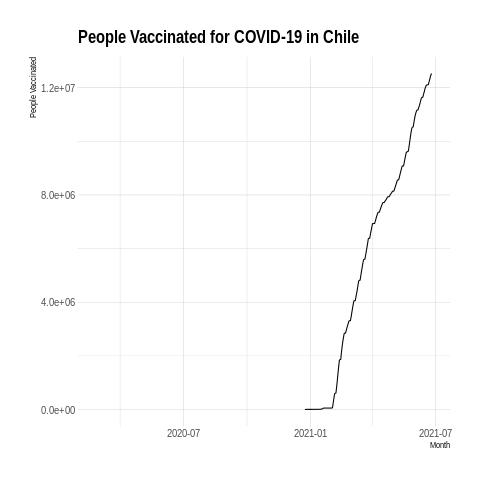 People Vaccinated for COVID-19 in Chile
People Vaccinated
1.2e+07
8.0e+06
4.0e+06
0.0e+00
2020-07
2021-01
2021-07
Month